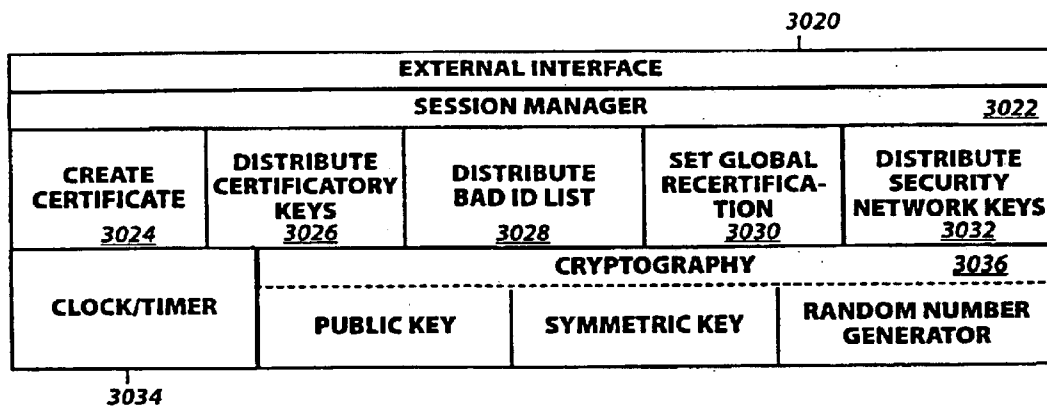 3020
EXTERNAL INTERFACE
SESSION MANAGER 3022
CREATE
CERTIFICATE
3024
DISTRIBUTE
CERTIFICATORY
KEYS
3026
DISTRIBUTE
BAD ID LIST
3028
SET GLOBAL
RECERTIFICA-
TION
3030
DISTRIBUTE
SECURITY
NETWORK KEYS
3032
CLOCK/TIMER
CRYPTOGRAPHY 3036
PUBLIC KEY
SYMMETRIC KEY
RANDOM NUMBER
GENERATOR
3034